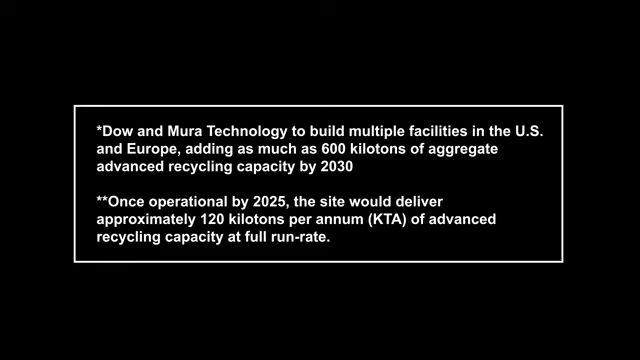 *Dow and Mura Technology to build multiple facilities in the U.S.
and Europe, adding as much as 600 kilotons of aggregate
advanced recycling capacity by 2030
**Once operational by 2025, the site would deliver
approximately 120 kilotons per annum (KTA) of advanced
recycling capacity at full run-rate.